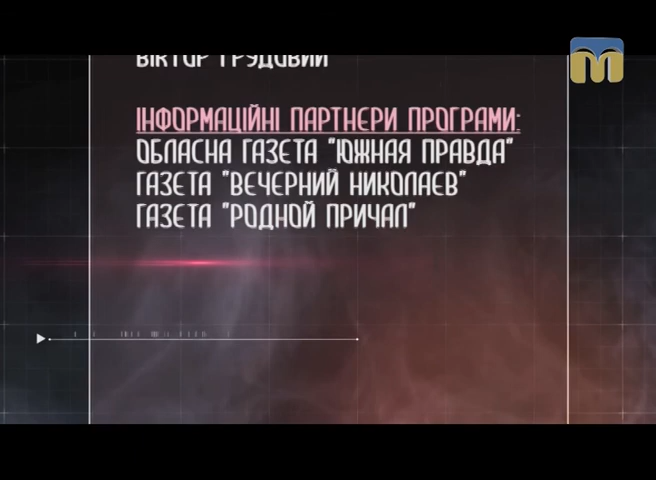 ВІКТОР ГРУДОВИЙ
ІНФОРМАЦІЙНІ ПАРТНЕРИ ПРОГРАМИ:
ОБЛАСНА ГАЗЕТА "ЮЖНАЯ ПРАВДА"
ГАЗЕТА "ВЕЧЕРНИЙ НИКОЛАЕВ"
ГАЗЕТА "РОДНОЙ ПРИЧАЛ"